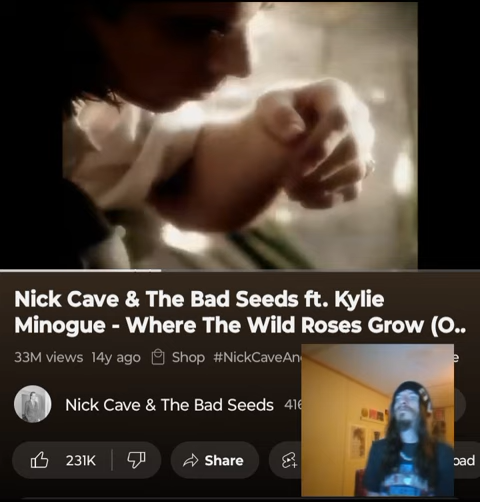 Nick Cave & The Bad Seeds ft. Kylie
Minogue - Where The Wild Roses Grow (O..
33M views 14y ago Shop #NickCaveAn
Nick Cave & The Bad Seeds 416
231K Share oad